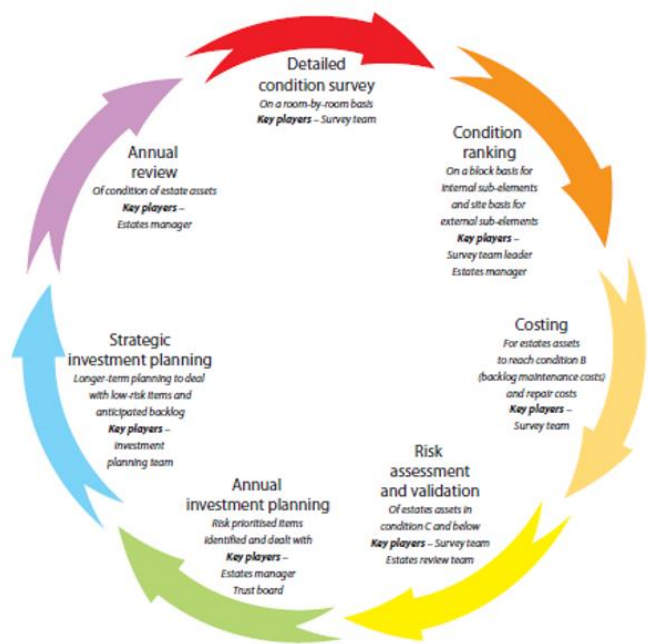 Detailed
condition survey
On a room-by-room basis
Key players – Survey team
Condition
ranking
On a block basis for
internal sub-elements
and site basis for
external sub-elements
Key players –
Survey team leader
Estates manager
Costing
For estates assets
to reach condition B
(backlog maintenance costs)
and repair costs
Key players –
Survey team
Risk
assessment
and validation
Of estates assets in
condition C and below
Key players – Survey team
Estates review team
Annual
investment planning
Risk prioritised items
identified and dealt with
Key players –
Estates manager
Trust board
Strategic
investment planning
Longer-term planning to deal
with low-risk items and
anticipated backlog
Key players –
Investment
planning team
Annual
review
Of condition of estate assets
Key players –
Estates manager